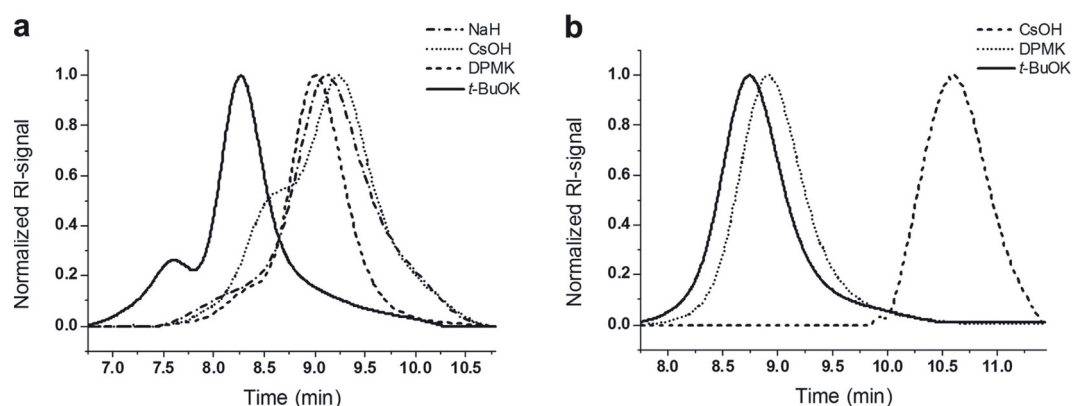 a
NaH
CsOH
DPMK
t-BuOK
1.0
0.8
0.6
0.4
0.2
0.0
Normalized RI-signal
7.0 7.5 8.0 8.5 9.0 9.5 10.0 10.5
Time (min)
b
CsOH
DPMK
t-BuOK
1.0
0.8
0.6
0.4
0.2
0.0
Normalized RI-signal
8.0 8.5 9.0 9.5 10.0 10.5 11.0
Time (min)